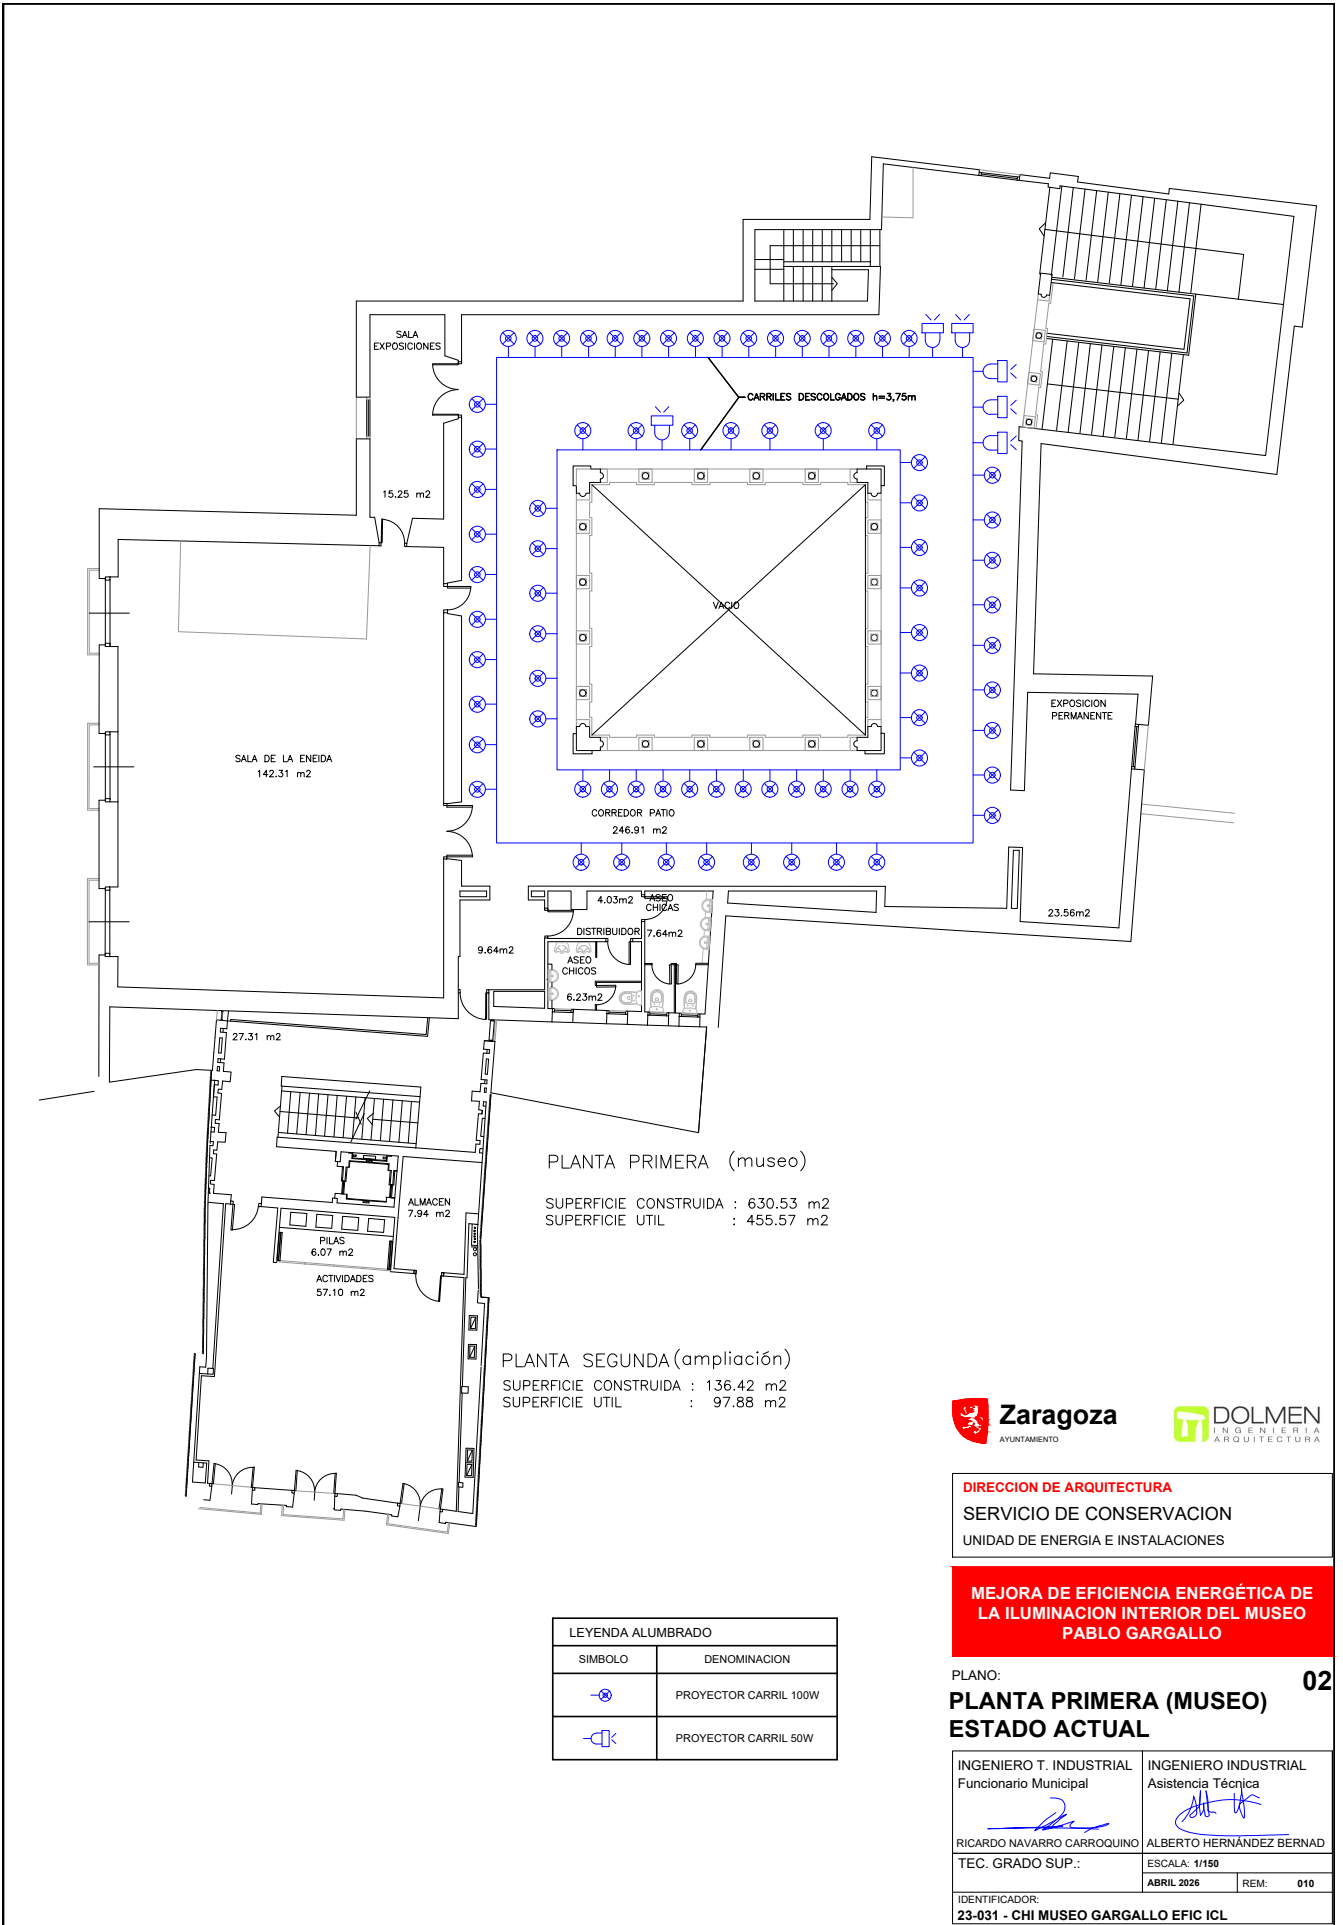 SALA
EXPOSICIONES
CARRILES DESCOLGADOS h=3,75m
15.25 m2
VACIO
EXPOSICION
PERMANENTE
SALA DE LA ENEIDA
142.31 m2
CORREDOR PATIO
246.91 m2
4.03m2
ASEO
CHICAS
23.56m2
DISTRIBUIDOR
7.64m2
9.64m2
ASEO
CHICOS
6.23m2
27.31 m2
PLANTA PRIMERA (museo)
SUPERFICIE CONSTRUIDA : 630.53 m2
SUPERFICIE UTIL : 455.57 m2
ALMACEN
7.94 m2
PILAS
6.07 m2
ACTIVIDADES
57.10 m2
PLANTA SEGUNDA (ampliación)
SUPERFICIE CONSTRUIDA : 136.42 m2
SUPERFICIE UTIL : 97.88 m2
Zaragoza
AYUNTAMIENTO
DOLMEN
INGENIERIA
ARQUITECTURA
DIRECCION DE ARQUITECTURA
SERVICIO DE CONSERVACION
UNIDAD DE ENERGIA E INSTALACIONES
MEJORA DE EFICIENCIA ENERGÉTICA DE
LA ILUMINACION INTERIOR DEL MUSEO
PABLO GARGALLO
LEYENDA ALUMBRADO
SIMBOLO DENOMINACION
PROYECTOR CARRIL 100W
PROYECTOR CARRIL 50W
PLANO: 02
PLANTA PRIMERA (MUSEO)
ESTADO ACTUAL
INGENIERO T. INDUSTRIAL
Funcionario Municipal
RICARDO NAVARRO CARROQUINO
INGENIERO INDUSTRIAL
Asistencia Técnica
ALBERTO HERNÁNDEZ BERNAD
TEC. GRADO SUP.:
ESCALA: 1/150
ABRIL 2026 REM: 010
IDENTIFICADOR:
23-031 - CHI MUSEO GARGALLO EFIC ICL